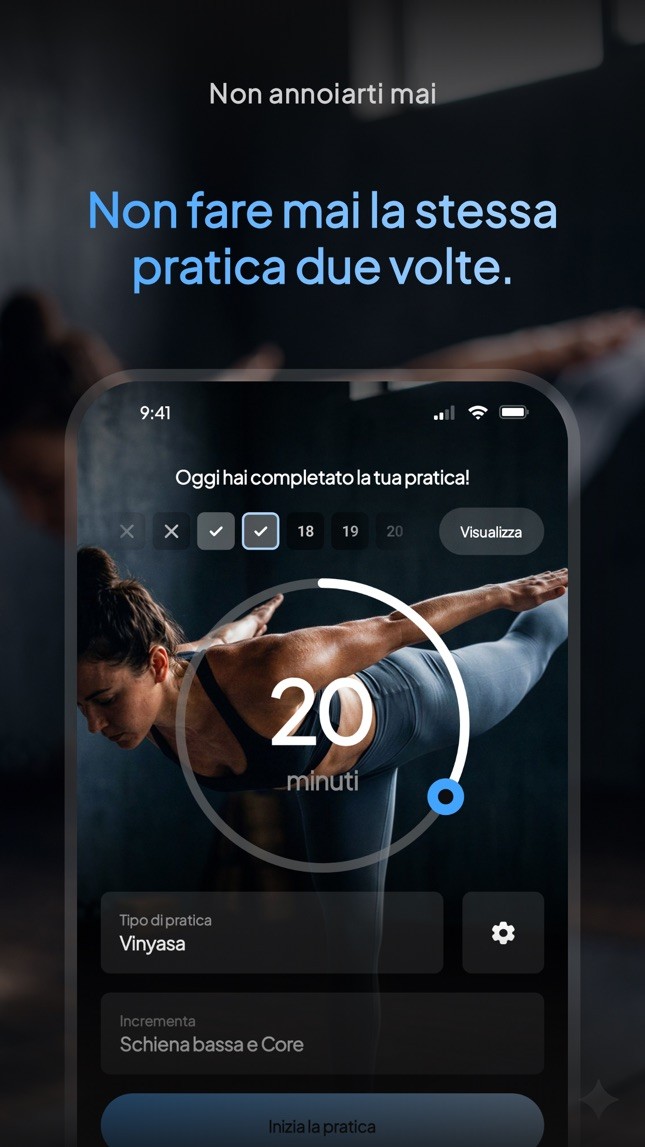 Non annoiarti mai
Non fare mai la stessa
pratica due volte.
9:41
Oggi hai completato la tua pratica!
18 19 20 Visualizza
20
minuti
Tipo di pratica
Vinyasa
Incrementa
Schiena bassa e Core
Inizia la pratica